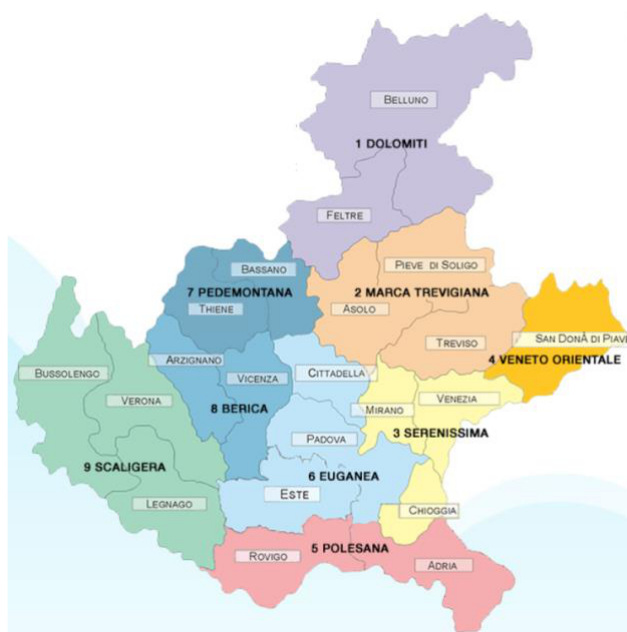 BELLUNO
1 DOLOMITI
FELTRE
BASSANO
PIEVE DI SOLIGO
7 PEDEMONTANA
2 MARCA TREVIGIANA
THIENE
ASOLO
TREVISO
SAN DONÀ DI PIAVE
ARZIGNANO
4 VENETO ORIENTALE
BUSSOLENGO
VICENZA
CITTADELLA
VERONA
8 BERICA
MIRANO
VENEZIA
3 SERENISSIMA
PADOVA
9 SCALIGERA
6 EUGANEA
ESTE
LEGNAGO
CHIOGGIA
5 POLESANA
ROVIGO
ADRIA